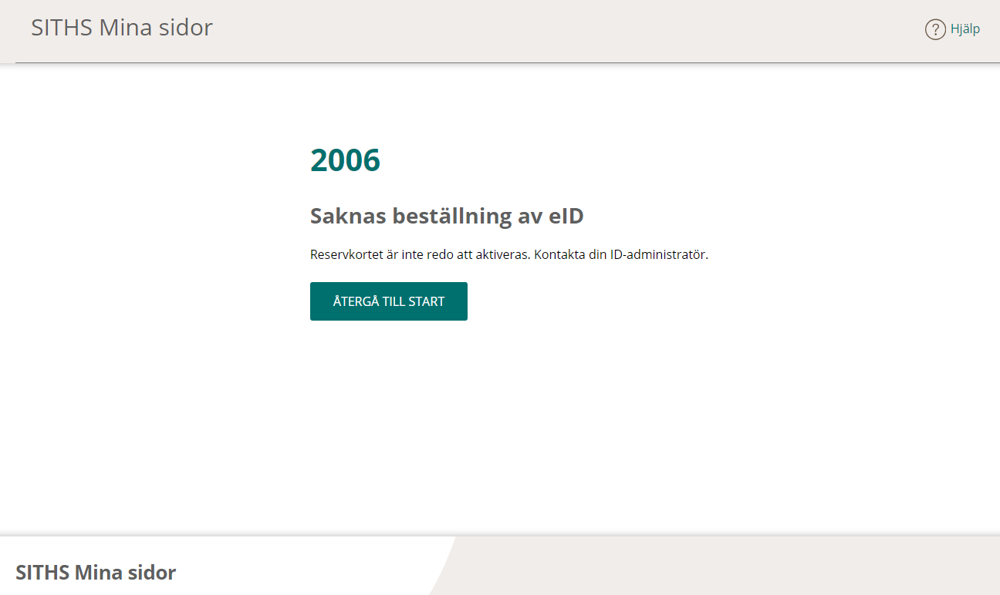 SITHS Mina sidor
Hjälp
2006
Saknas beställning av eID
Reservkortet är inte redo att aktiveras. Kontakta din ID-administratör.
ÅTERGÅ TILL START
SITHS Mina sidor